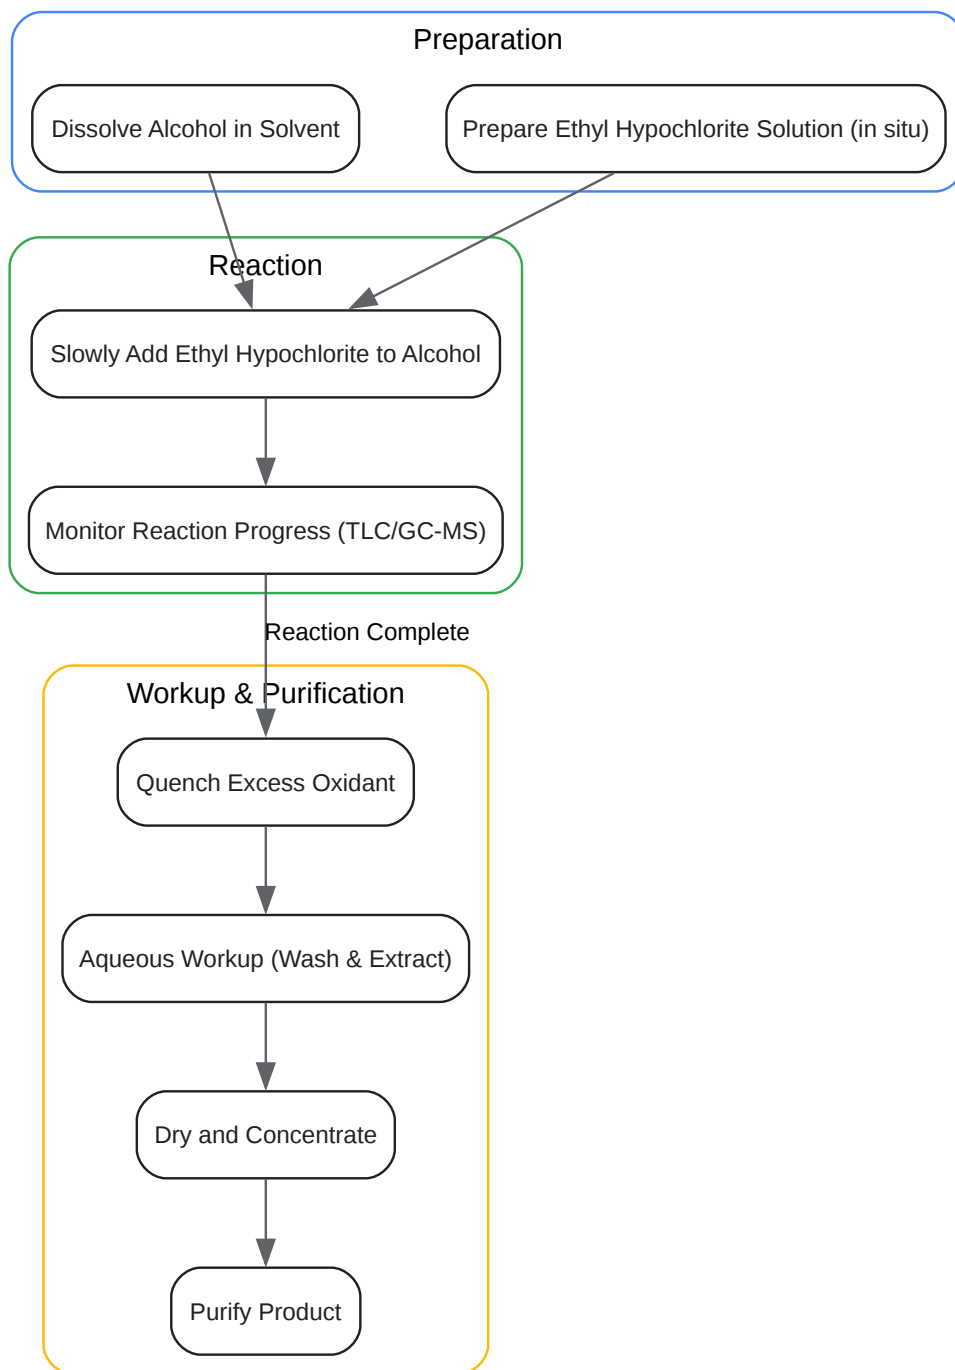 Preparation
Dissolve Alcohol in Solvent
Prepare Ethyl Hypochlorite Solution (in situ)
Reaction
Slowly Add Ethyl Hypochlorite to Alcohol
Monitor Reaction Progress (TLC/GC-MS)
Reaction Complete
Workup & Purification
Quench Excess Oxidant
Aqueous Workup (Wash & Extract)
Dry and Concentrate
Purify Product